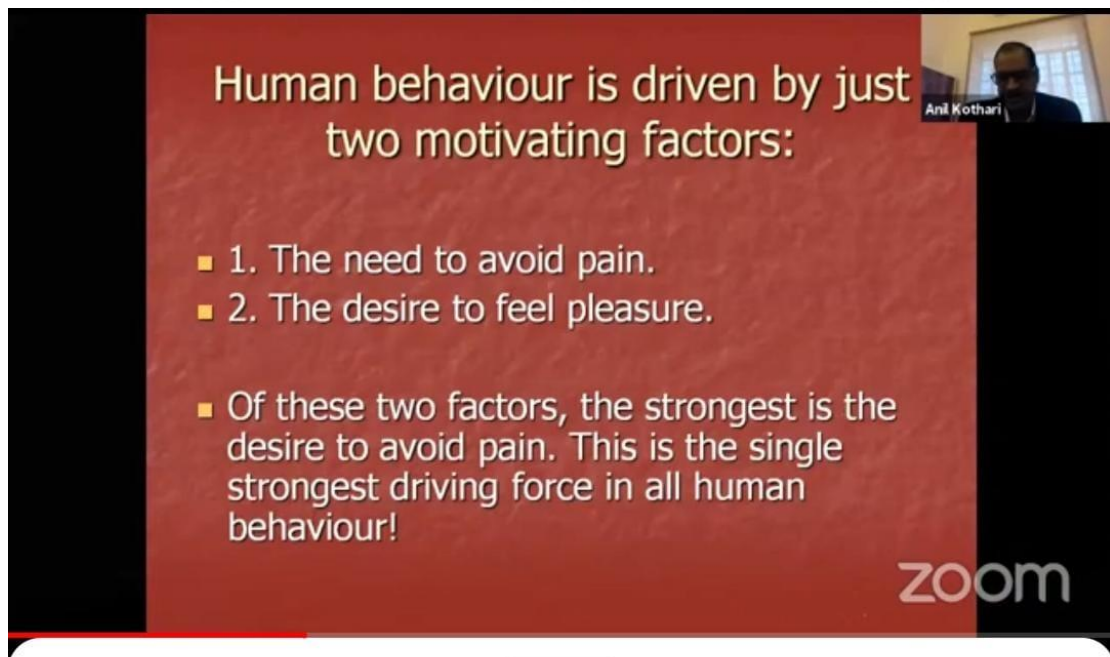 Human behaviour is driven by just
two motivating factors:
Anil Kothari
1. The need to avoid pain.
2. The desire to feel pleasure.
Of these two factors, the strongest is the
desire to avoid pain. This is the single
strongest driving force in all human
behaviour!
zoom